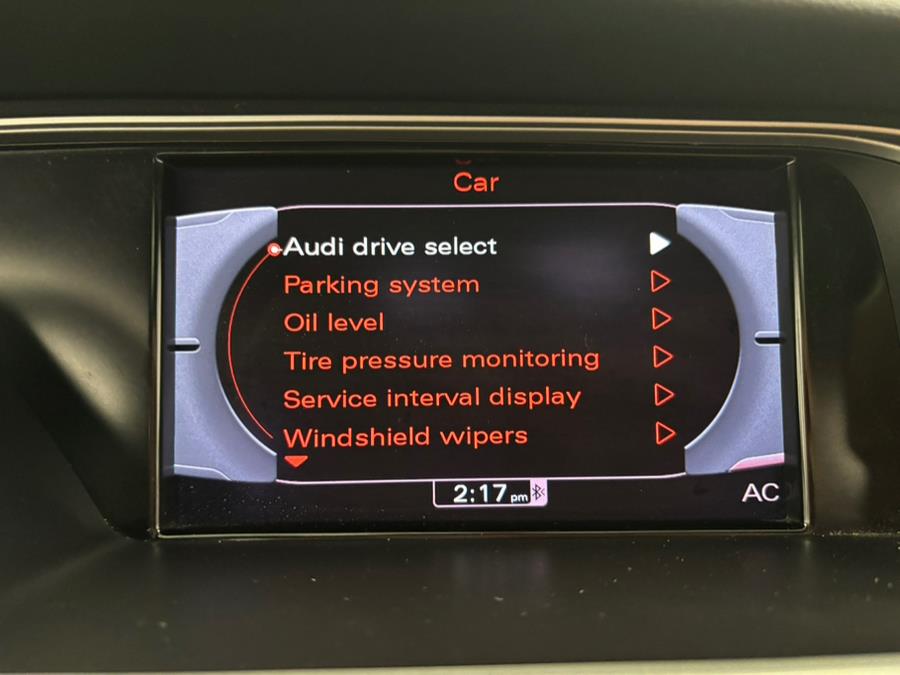 Car
Audi drive select
Parking system
Oil level
Tire pressure monitoring
Service interval display
Windshield wipers
2:17 pm
AC